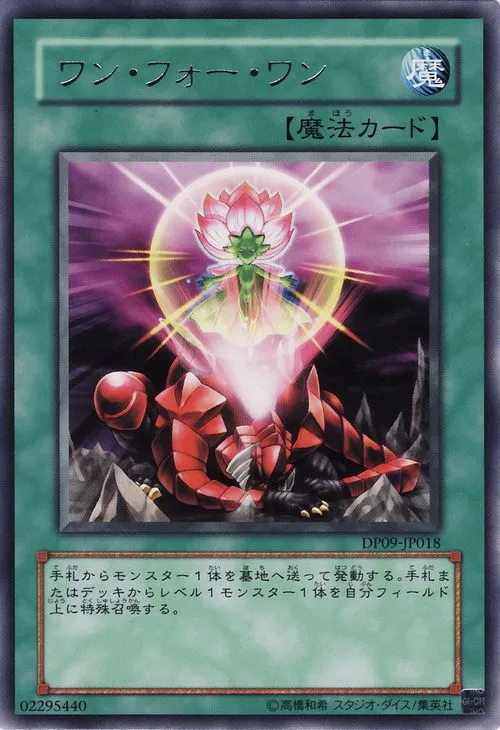 ワン・フォー・ワン
魔
【魔法カード】
DP09-JP018
手札からモンスター１体を墓地へ送って発動する。手札ま
たはデッキからレベル１モンスター１体を自分フィールド
上に特殊召喚する。
02295440
©高橋和希 スタジオ・ダイス/集英社